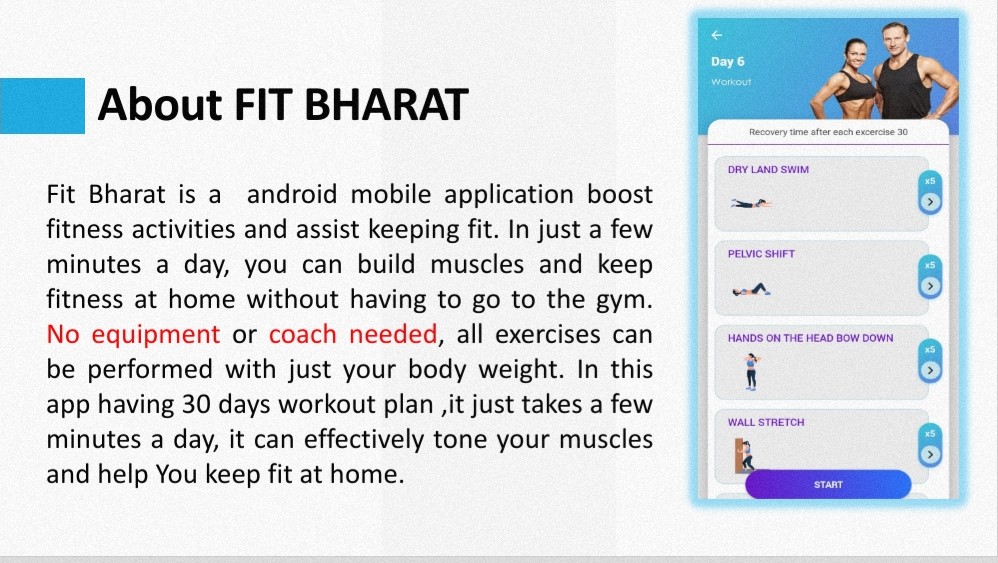 About FIT BHARAT
Fit Bharat is a android mobile application boost
fitness activities and assist keeping fit. In just a few
minutes a day, you can build muscles and keep
fitness at home without having to go to the gym.
No equipment or coach needed, all exercises can
be performed with just your body weight. In this
app having 30 days workout plan ,it just takes a few
minutes a day, it can effectively tone your muscles
and help You keep fit at home.
Day 6
Workout
Recovery time after each excercise 30
DRY LAND SWIM
x5
PELVIC SHIFT
x5
HANDS ON THE HEAD BOW DOWN
x5
WALL STRETCH
x5
START